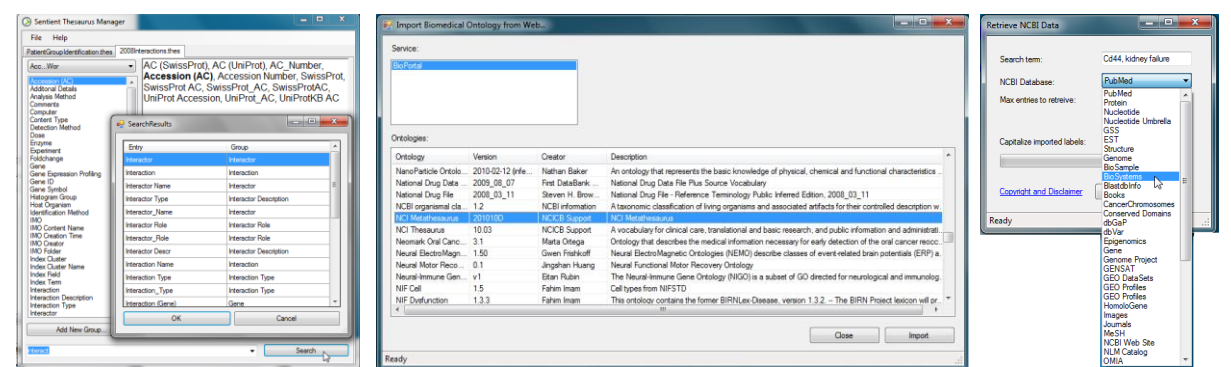 Sentient Thesaurus Manager
File Help
PatientGroupIdentification.thes 2008Interactions.thes
Acc...Wor
Accession (AC)
Additonal Details
Analysis Method
Comments
Computer
Content Type
Detection Method
Dose
Enzyme
Experiment
Foldchange
Gene
Gene Expression Profiling
Gene ID
Gene Symbol
Histogram Group
Host Organism
Identification Method
IMO
IMO Content Name
IMO Creation Time
IMO Creator
IMO Folder
Index Cluster
Index Cluster Name
Index Field
Index Term
Interaction
Interaction Description
Interaction Type
Interactor
Add New Group...
interact
Search
AC (SwissProt), AC (UniProt), AC_Number,
Accession (AC), Accession Number, SwissProt,
SwissProt AC, SwissProt_AC, SwissProtAC,
UniProt Accession, UniProt_AC, UniProtKB AC
SearchResults
Entry Group
Interactor Interactor
Interaction Interaction
Interactor Name Interactor
Interactor Type Interactor Description
Interactor_Name Interactor
Interactor Role Interactor Role
Interactor_Role Interactor Role
Interactor Descr Interactor Description
Interaction Name Interaction
Interaction Type Interaction Type
Interaction_Type Interaction Type
Interaction (Gene) Gene
OK Cancel
Import Biomedical Ontology from Web...
Service:
BioPortal
Ontologies:
Ontology Version Creator Description
NanoParticle Ontolo... 2010-02-12 (infe... Nathan Baker An ontology that represents the basic knowledge of physical, chemical and functional characteristics ..
National Drug Data ... 2009_08_07 First DataBank ... National Drug Data File Plus Source Vocabulary
National Drug File 2008_03_11 Steven H. Brow... National Drug File - Reference Terminology Public Inferred Edition, 2008_03_11
NCBI organismal cla... 1.2 NCBI information A taxonomic classification of living organisms and associated artifacts for their controlled description w.
NCI Metathesaurus 201010D NCICB Support NCI Metathesaurus
NCI Thesaurus 10.03 NCICB Support A vocabulary for clinical care, translational and basic research, and public information and administrati..
Neomark Oral Canc... 3.1 Marta Ortega Ontology that describes the medical information necessary for early detection of the oral cancer reocc..
Neural ElectroMagn... 1.50 Gwen Frishkoff Neural ElectroMagnetic Ontologies (NEMO) describe classes of event-related brain potentials (ERP) a.
Neural Motor Reco... 0.1 Jingshan Huang Neural Functional Motor Recovery Ontology
Neural-Immune Gen... v1 Eitan Rubin The Neural-Immune Gene Ontology (NIGO) is a subset of GO directed for neurological and immunolog.
NIF Cell 1.5 Fahim Imam Cell types from NIFSTD
NIF Dysfunction 1.3.3 Fahim Imam This ontology contains the former BIRNLex-Disease, version 1.3.2. -- The BIRN Project lexicon will pr..
Close Import
Ready
Retrieve NCBI Data
Search term: Cd44, kidney failure
NCBI Database: PubMed
Max entries to retreive:
Capitalize imported labels:
Copyright and Disclaimer
Ready
PubMed
Protein
Nucleotide
Nucleotide Umbrella
GSS
EST
Structure
Genome
BioSample
BioSystems
BlastdbInfo
Books
CancerChromosomes
Conserved Domains
dbGaP
dbVar
Epigenomics
Gene
Genome Project
GENSAT
GEO DataSets
GEO Profiles
GEO Profiles
HomoloGene
Images
Journals
MeSH
NCBI Web Site
NLM Catalog
OMIA